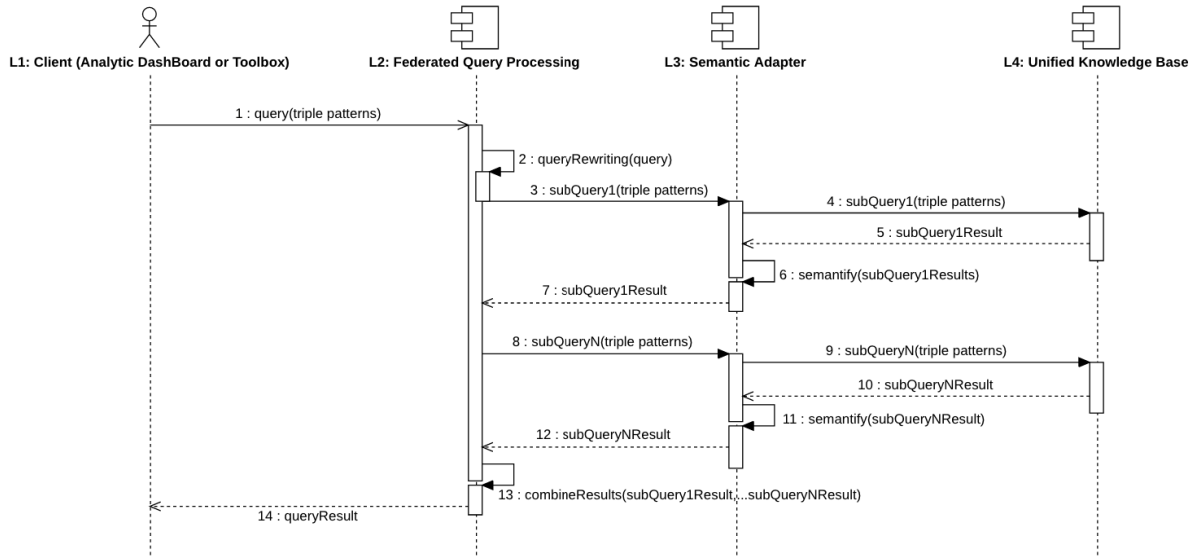 L1: Client (Analytic DashBoard or Toolbox)
L2: Federated Query Processing
L3: Semantic Adapter
L4: Unified Knowledge Base
1 : query(triple patterns)
2 : queryRewriting(query)
3 : subQuery1(triple patterns)
4 : subQuery1(triple patterns)
5 : subQuery1Result
6 : semantify(subQuery1Results)
7 : subQuery1Result
8 : subQueryN(triple patterns)
9 : subQueryN(triple patterns)
10 : subQueryNResult
11 : semantify(subQueryNResult)
12 : subQueryNResult
13 : combineResults(subQuery1Result,...subQueryNResult)
14 : queryResult